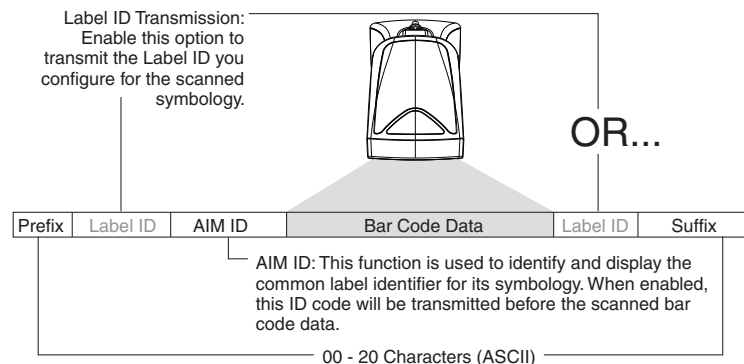 Label ID Transmission:
Enable this option to
transmit the Label ID you
configure for the scanned
symbology.
OR...
Prefix Label ID AIM ID Bar Code Data Label ID Suffix
AIM ID: This function is used to identify and display the
common label identifier for its symbology. When enabled,
this ID code will be transmitted before the scanned bar
code data.
00 - 20 Characters (ASCII)